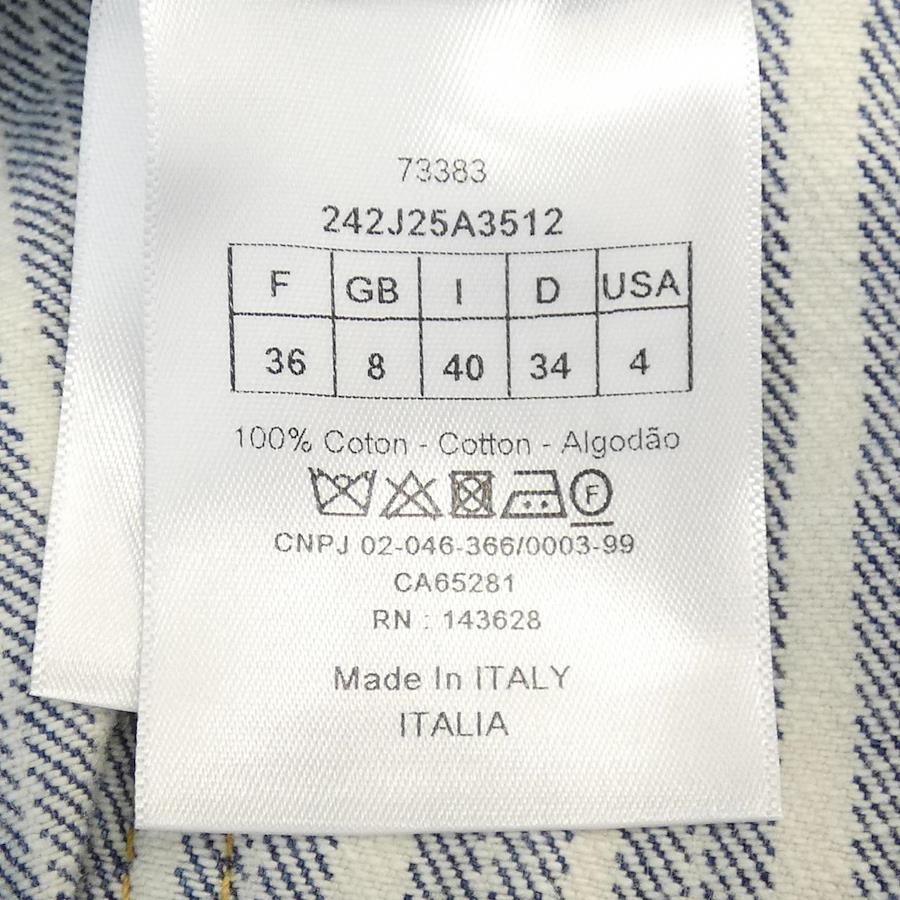 73383
242J25A3512
F GB I D USA
36 8 40 34 4
100% Coton - Cotton - Algodão
F
CNPJ 02-046-366/0003-99
CA65281
RN : 143628
Made In ITALY
ITALIA